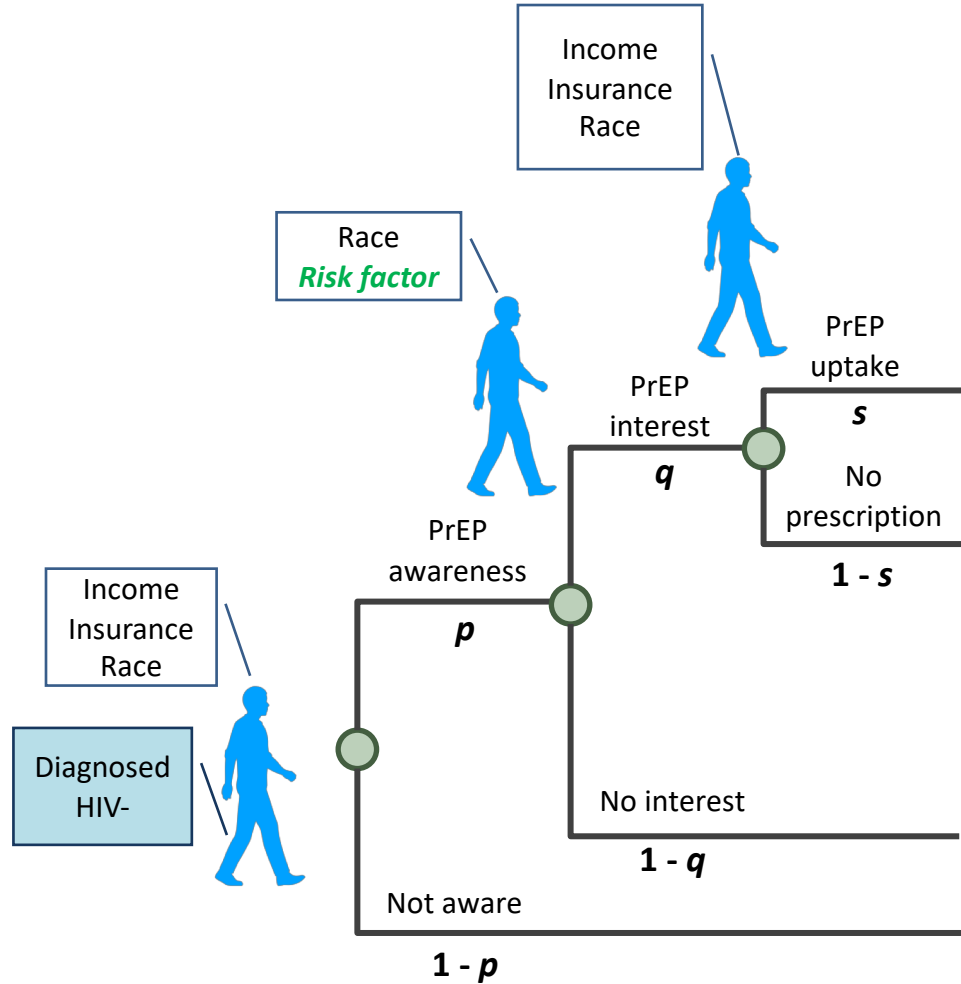 Income
Insurance
Race
Race
Risk factor
PrEP
uptake
s
PrEP
interest
q
No
prescription
1 - s
PrEP
awareness
p
Income
Insurance
Race
Diagnosed
HIV-
No interest
1 - q
Not aware
1 - p